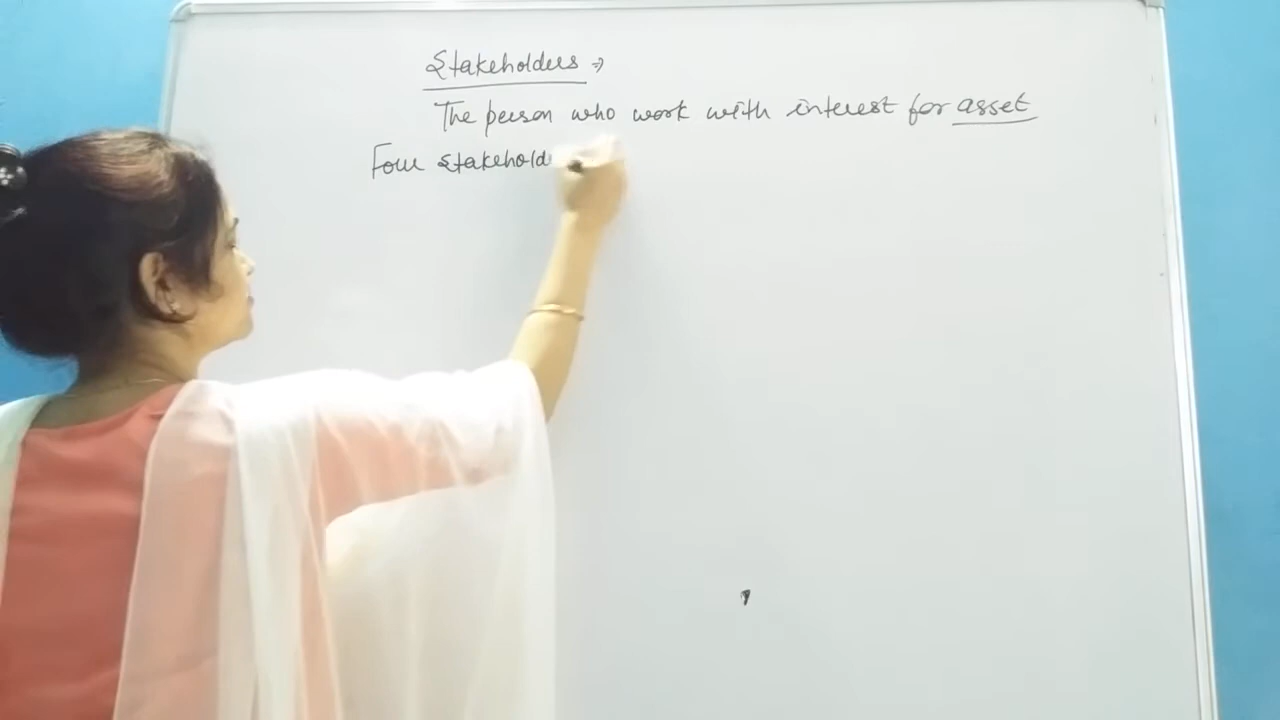 Stakeholders ⇒
The person who work with interest for asset
Four Stakehold